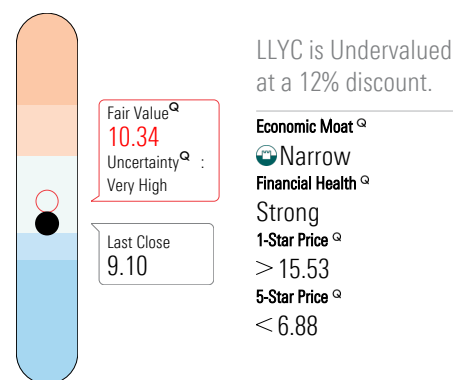 LLYC is Undervalued
at a 12% discount.
Fair Value Q
10.34
Uncertainty Q :
Very High
Last Close
9.10
Economic Moat Q
Narrow
Financial Health Q
Strong
1-Star Price Q
> 15.53
5-Star Price Q
< 6.88